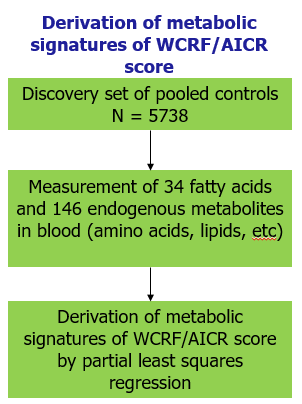 Derivation of metabolic
signatures of WCRF/AICR
score
Discovery set of pooled controls
N = 5738
Measurement of 34 fatty acids
and 146 endogenous metabolites
in blood (amino acids, lipids, etc)
Derivation of metabolic
signatures of WCRF/AICR score
by partial least squares
regression